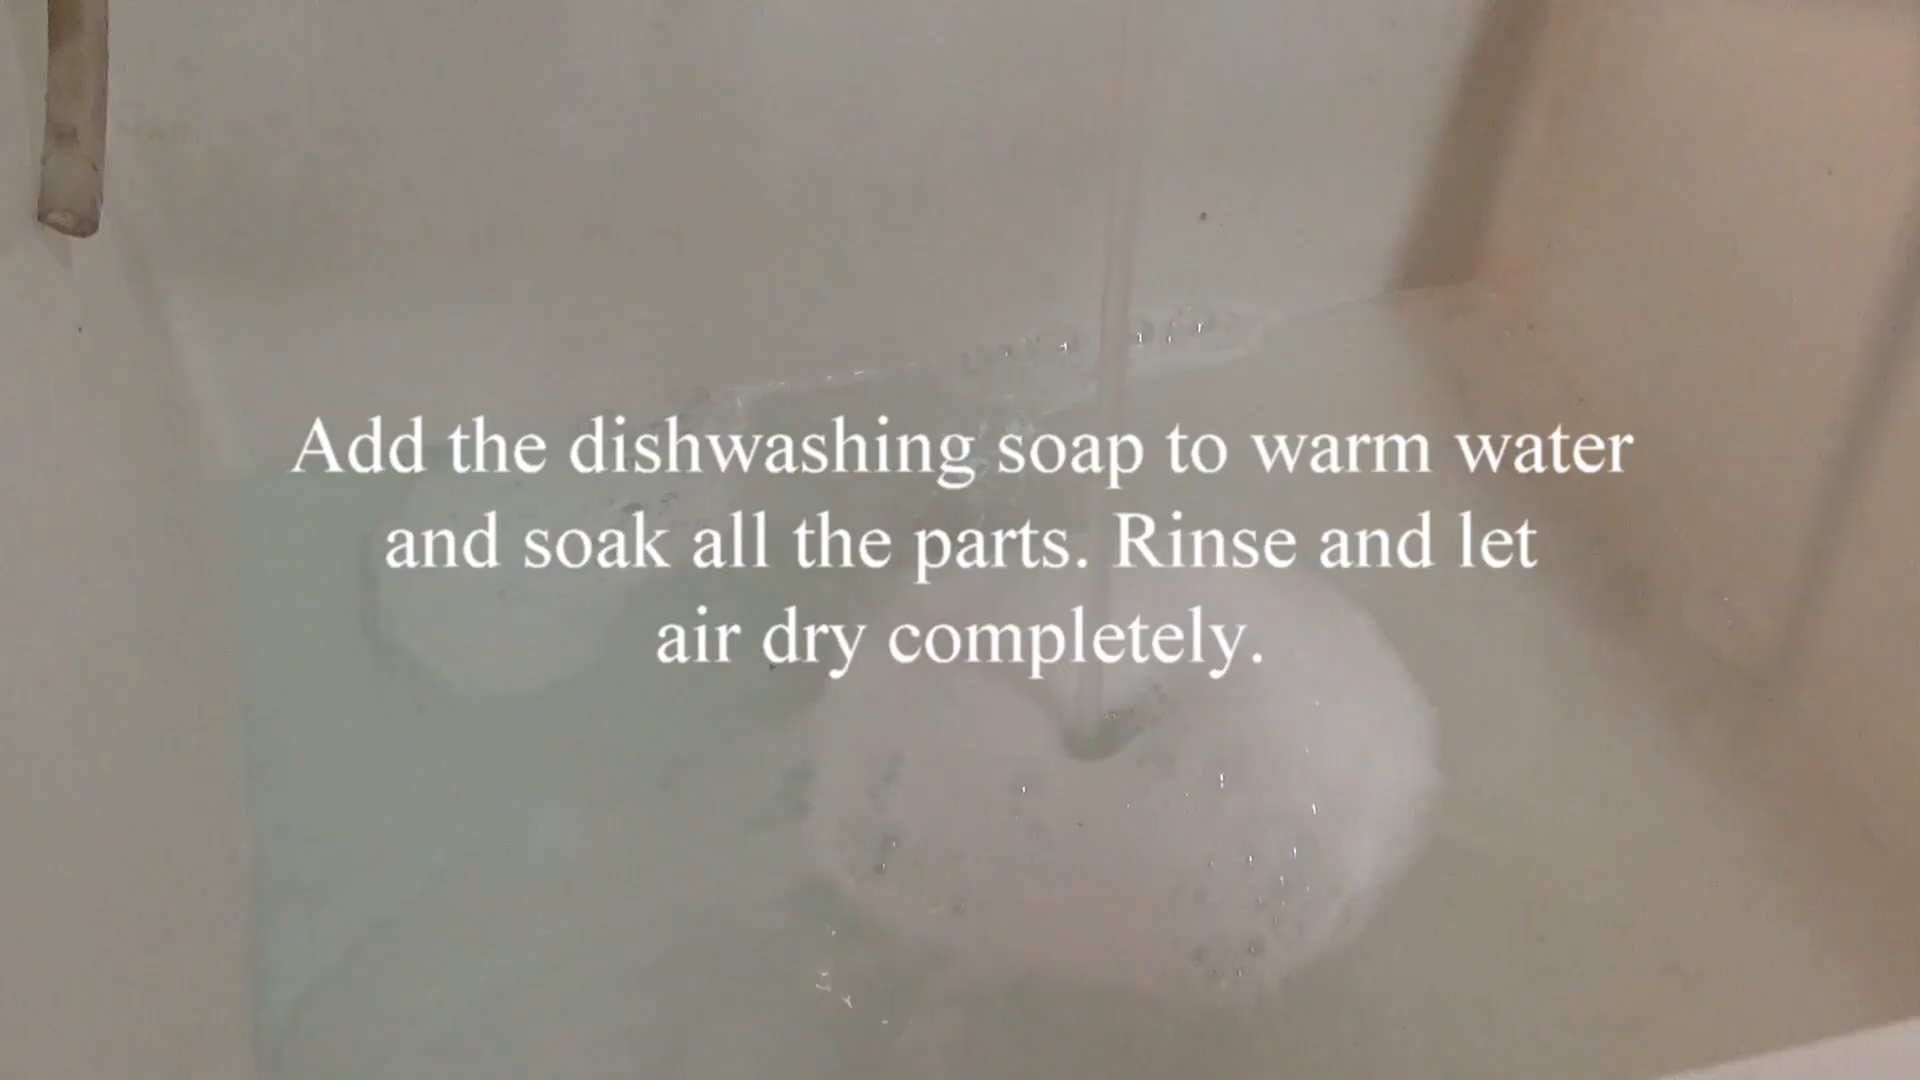 Add the dishwashing soap to warm water
and soak all the parts. Rinse and let
air dry completely.